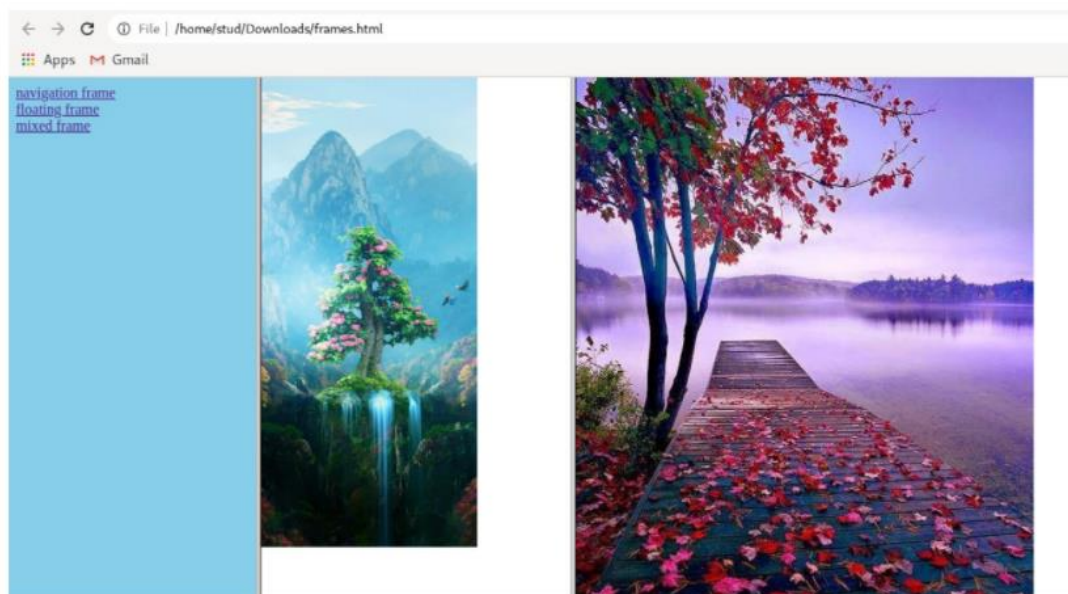 File | /home/stud/Downloads/frames.html
Apps Gmail
navigation frame
floating frame
mixed frame